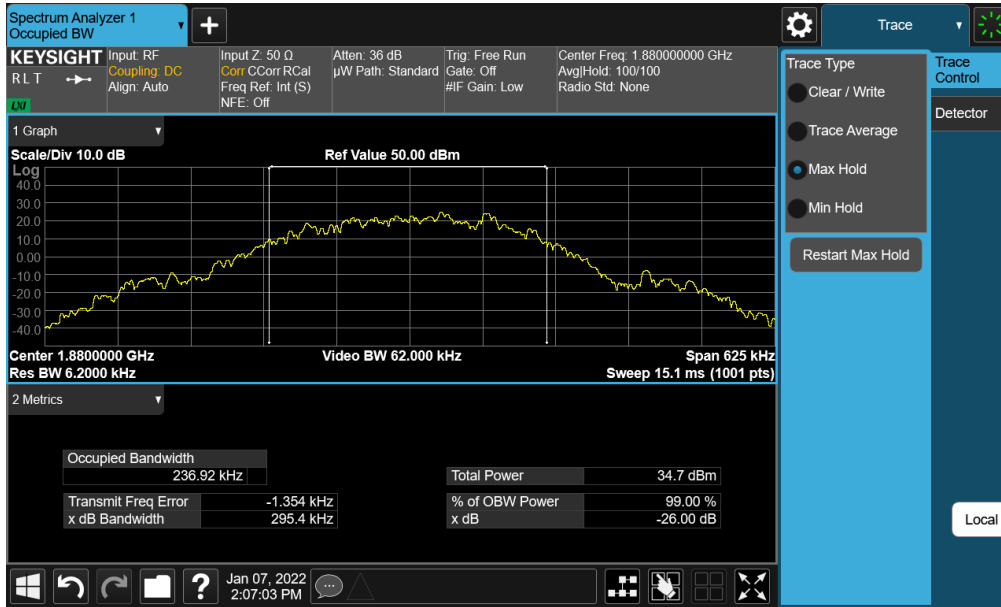 Spectrum Analyzer 1
Occupied BW
Trace
KEYSIGHT
R L T
LXI
Input: RF
Coupling: DC
Align: Auto
Input Z: 50 Ω
Corr CCorr RCal
Freq Ref: Int (S)
NFE: Off
Atten: 36 dB
µW Path: Standard
Trig: Free Run
Gate: Off
#IF Gain: Low
Center Freq: 1.880000000 GHz
Avg|Hold: 100/100
Radio Std: None
1 Graph
Scale/Div 10.0 dB
Ref Value 50.00 dBm
Log
40.0
30.0
20.0
10.0
0.00
-10.0
-20.0
-30.0
-40.0
Center 1.8800000 GHz
Video BW 62.000 kHz
Span 625 kHz
Res BW 6.2000 kHz
Sweep 15.1 ms (1001 pts)
2 Metrics
Occupied Bandwidth
236.92 kHz
Total Power 34.7 dBm
Transmit Freq Error -1.354 kHz
% of OBW Power 99.00 %
x dB Bandwidth 295.4 kHz
x dB -26.00 dB
Jan 07, 2022
2:07:03 PM
?
Trace Type
Clear / Write
Trace Average
Max Hold
Min Hold
Restart Max Hold
Trace
Control
Detector
Local